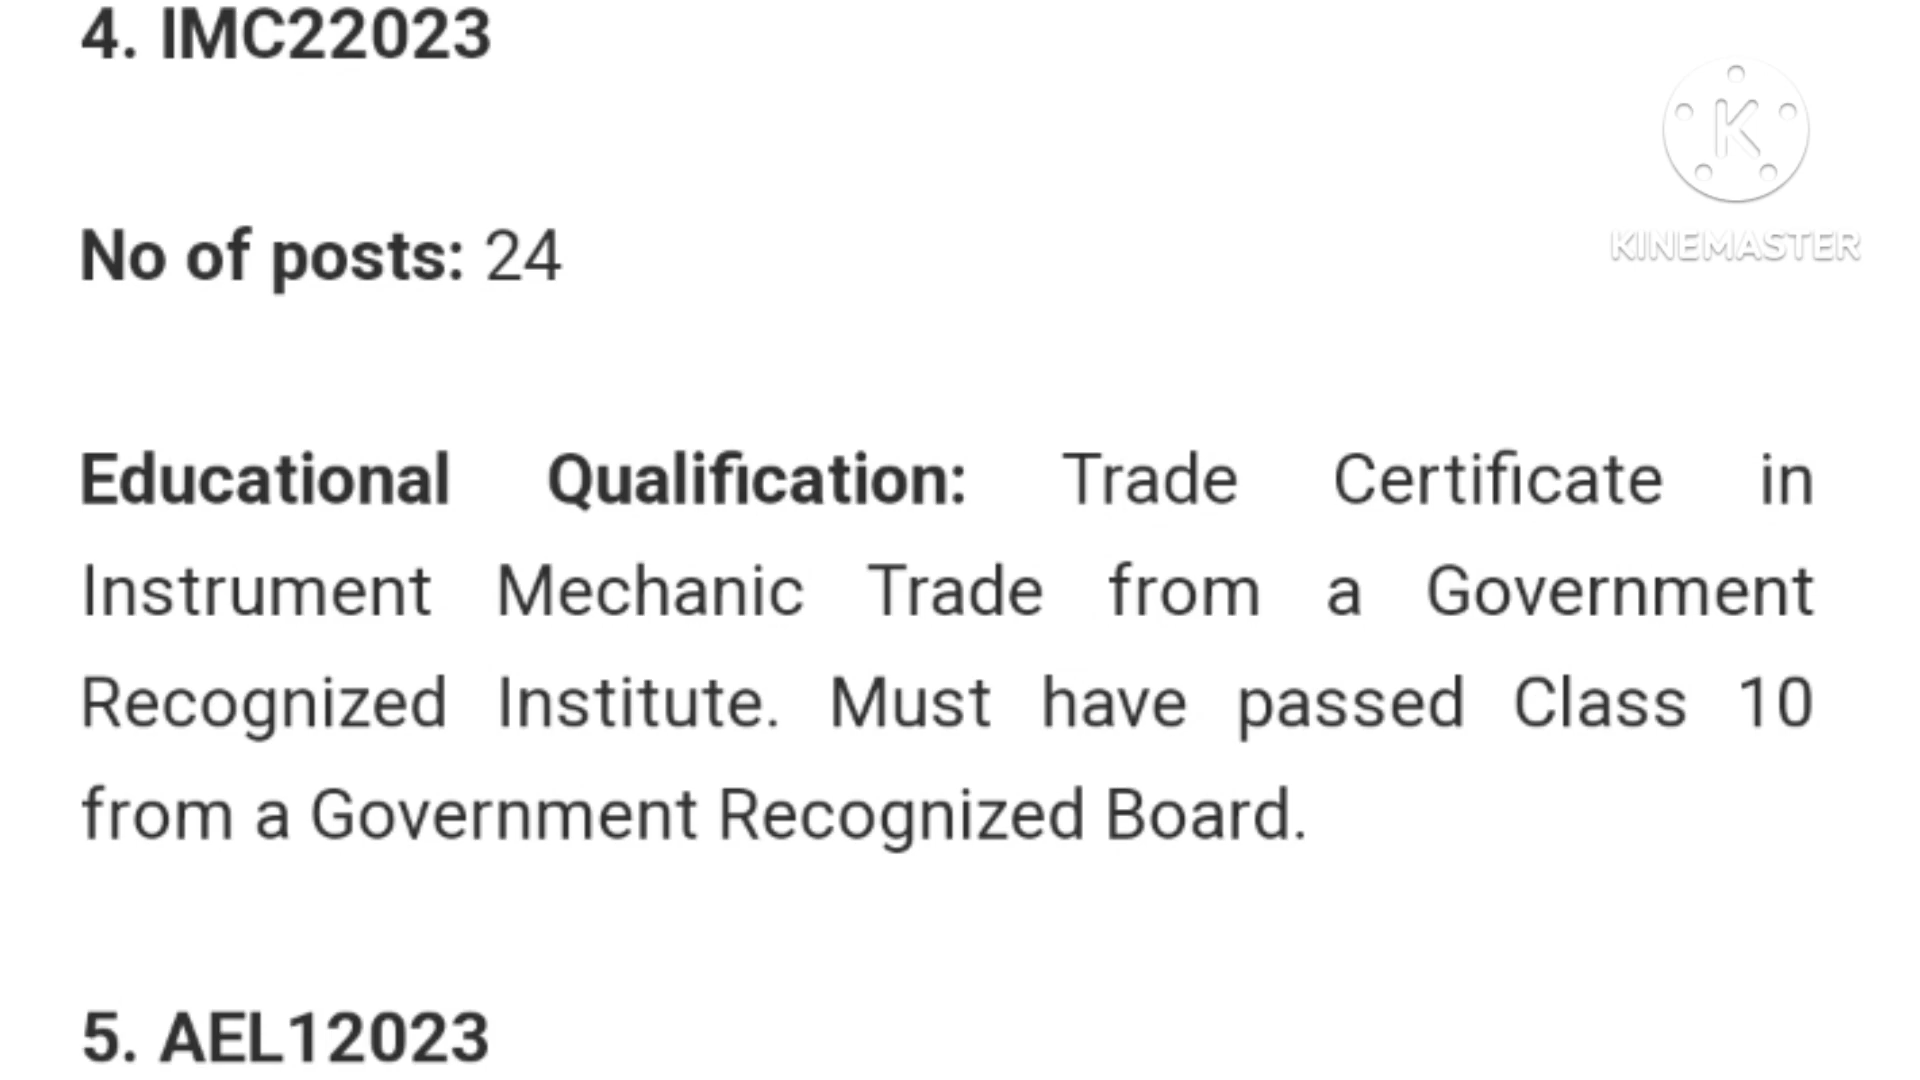 4. IMC22023
KINEMASTER
No of posts: 24
Educational Qualification: Trade Certificate in
Instrument Mechanic Trade from a Government
Recognized Institute. Must have passed Class 10
from a Government Recognized Board.
5. AEL12023